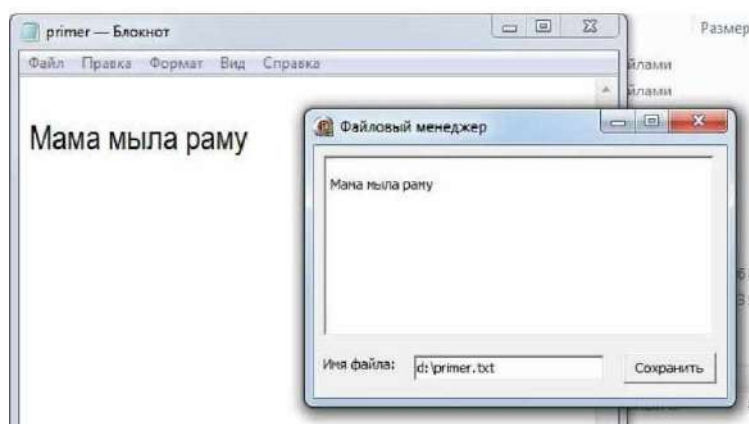 primer — Блокнот
Размер
Файл Правка Формат Вид Справка
йлами
йлами
Мама мыла раму
Файловый менеджер
Мама мыла раму
Имя файла: d:\primer.txt Сохранить